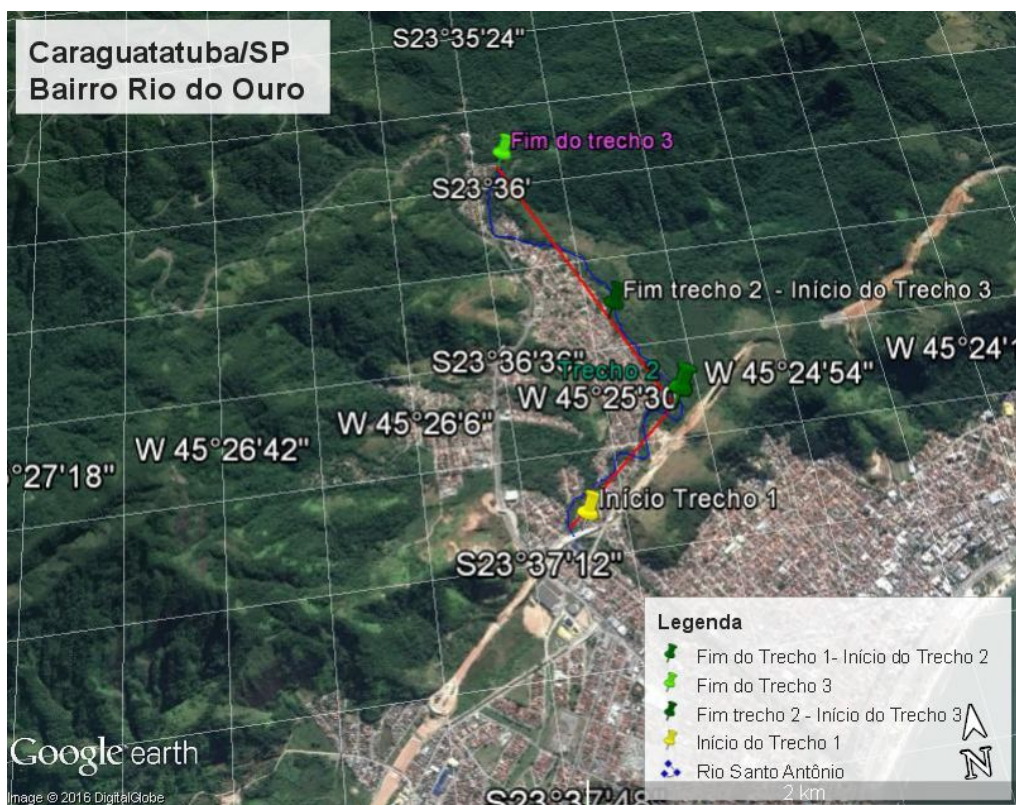 Caraguatatuba/SP
Bairro Rio do Ouro
S23°35'24"
Fim do trecho 3
S23°36'
Fim trecho 2 - Início do Trecho 3
S23°36'36"
Trecho 2
W 45°24'54"
W 45°24'1
W 45°25'30
W 45°26'6"
W 45°26'42"
°27'18"
Início Trecho 1
S23°37'12"
Legenda
Fim do Trecho 1- Início do Trecho 2
Fim do Trecho 3
Fim trecho 2 - Início do Trecho 3
Início do Trecho 1
Rio Santo Antônio
N
2 km
Google earth
Image © 2016 DigitalGlobe
S23°37'48"